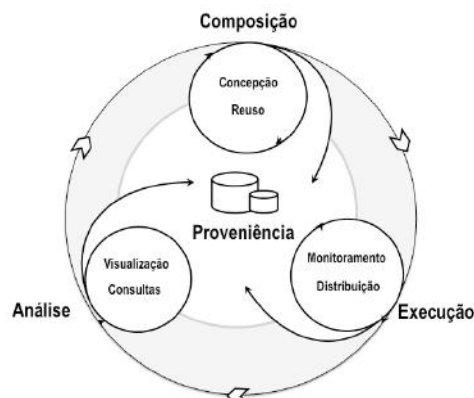 Composição
Concepção
Reuso
Proveniência
Visualização
Consultas
Monitoramento
Distribuição
Análise
Execução